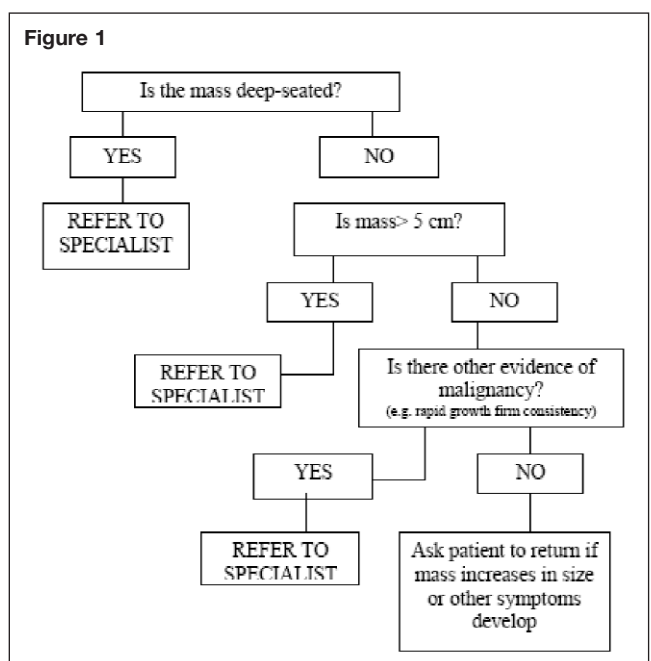 Figure 1
Is the mass deep-seated?
YES
NO
REFER TO
SPECIALIST
Is mass> 5 cm?
YES
NO
REFER TO
SPECIALIST
Is there other evidence of
malignancy?
(e.g. rapid growth firm consistency)
YES
NO
REFER TO
SPECIALIST
Ask patient to return if
mass increases in size
or other symptoms
develop